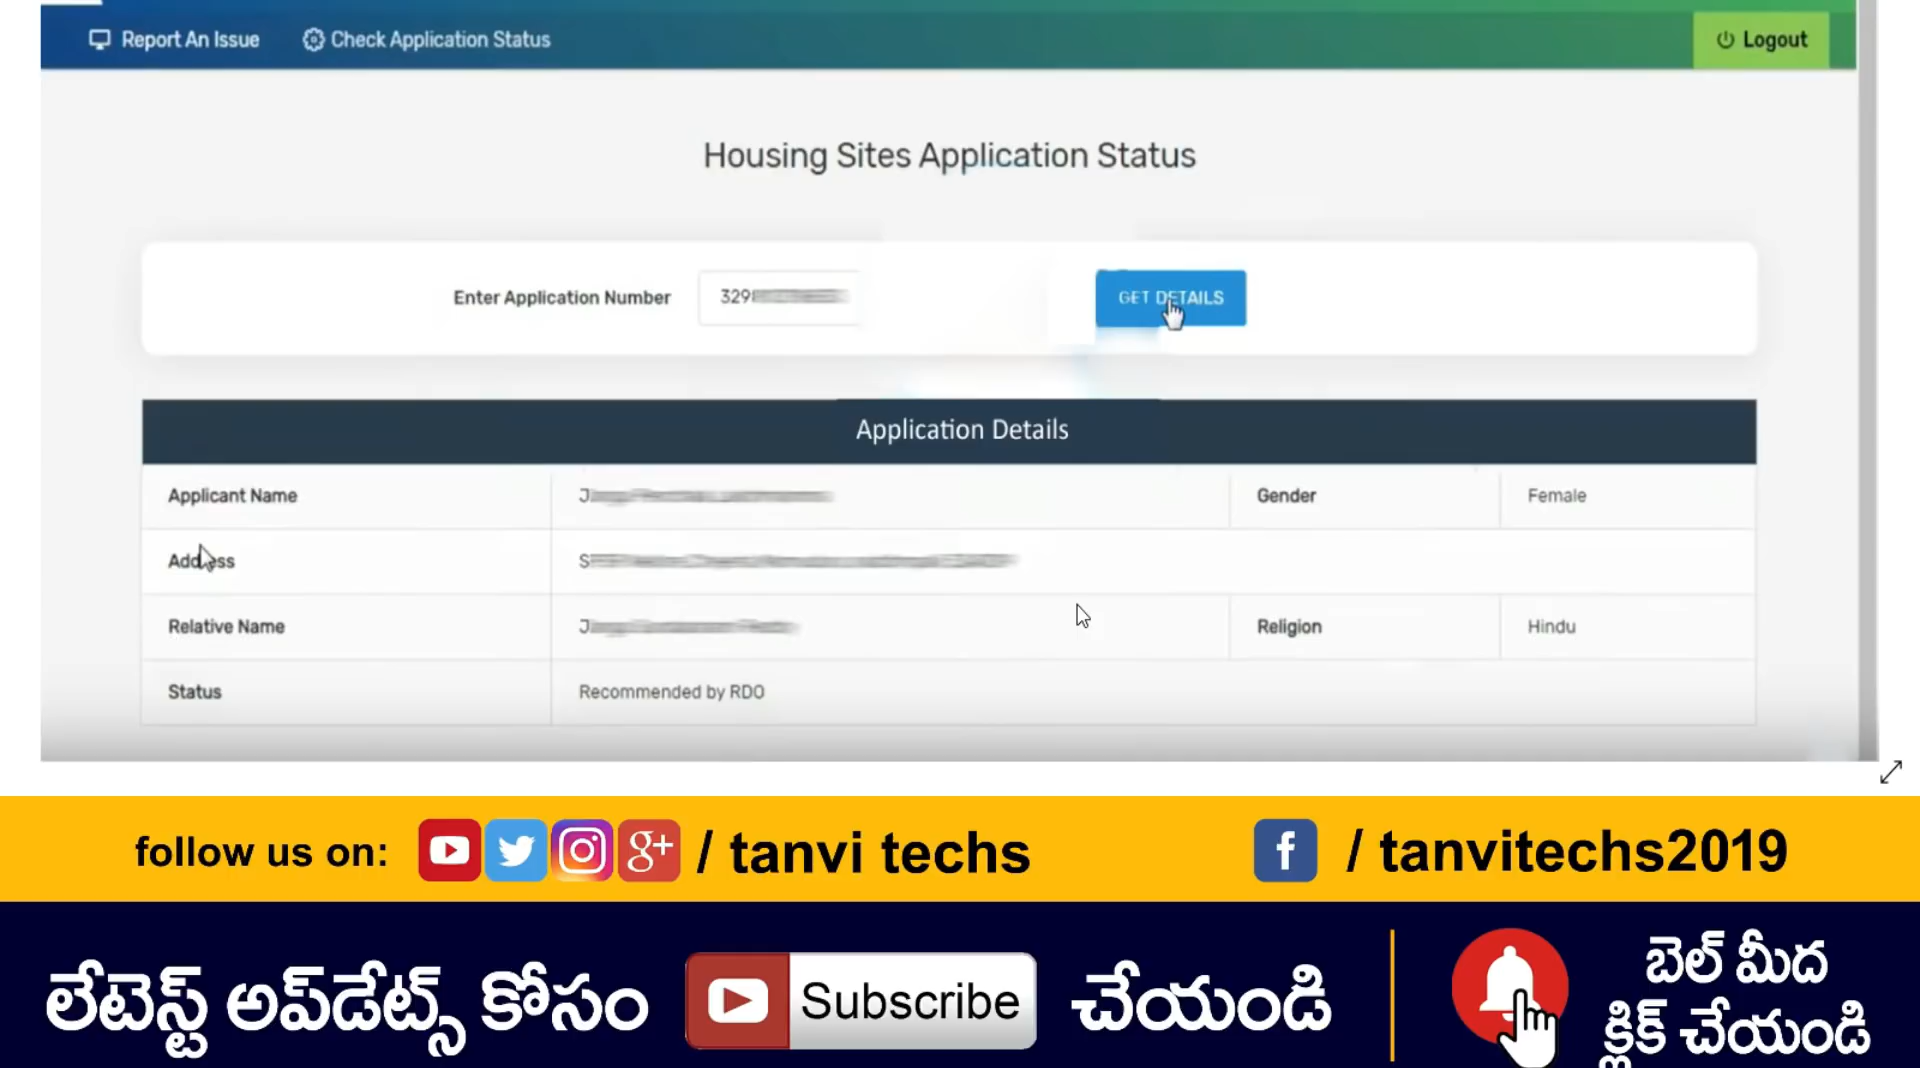 Report An Issue
Check Application Status
Logout
Housing Sites Application Status
Enter Application Number
329
GET DETAILS
Application Details
Applicant Name
Gender
Female
Address
Relative Name
Religion
Hindu
Status
Recommended by RDO
follow us on:
g+
/ tanvi techs
f
/ tanvitechs2019
లేటెస్ట్ అప్‌డేట్స్ కోసం
Subscribe
చేయండి
బెల్ మీద
క్లిక్ చేయండి